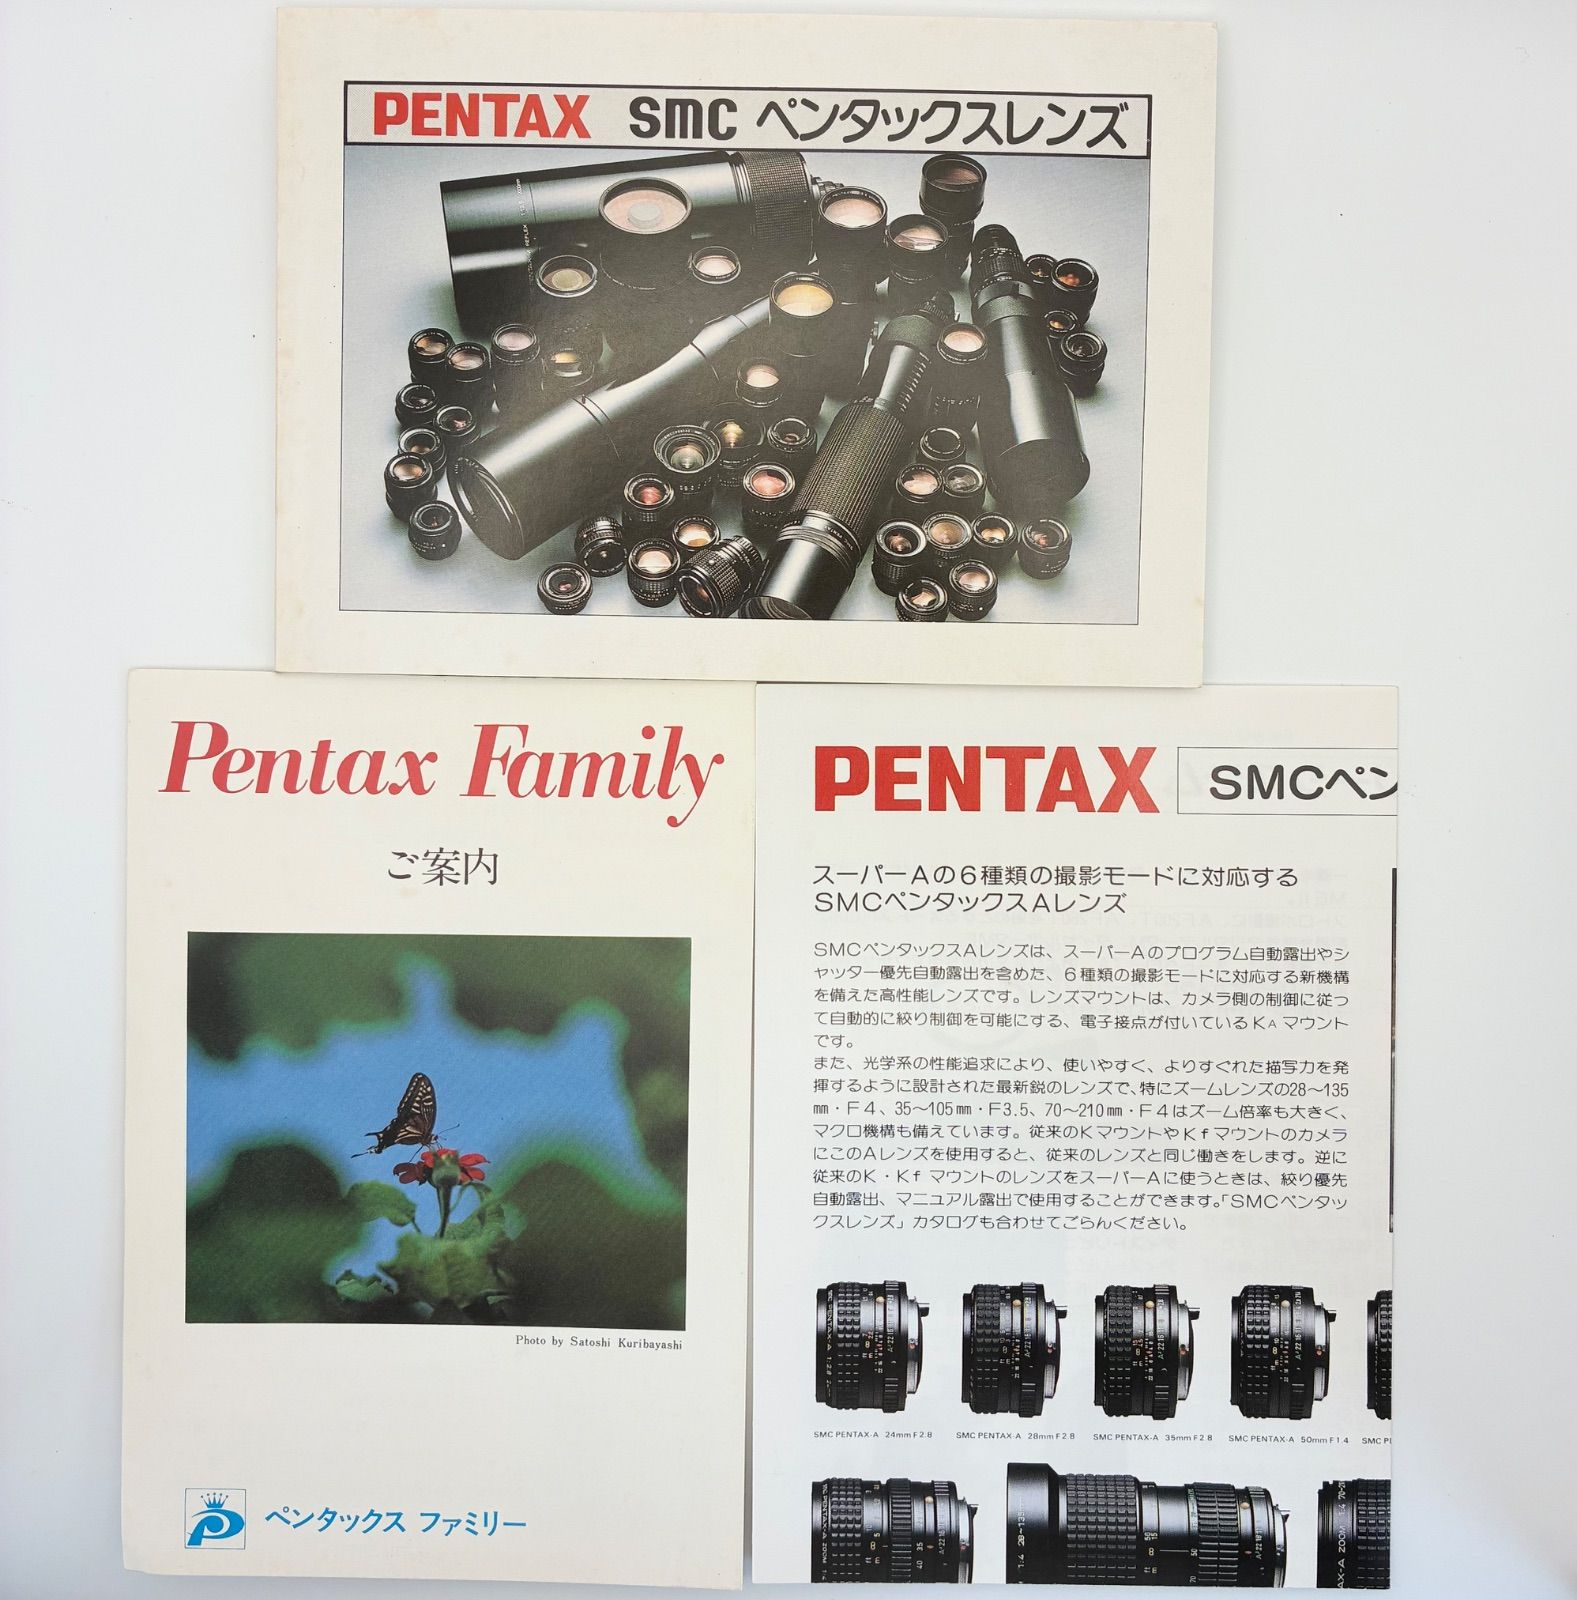 PENTAX SMC ペンタックスレンズ
Pentax Family
ご案内
Photo by Satoshi Kuribayashi
ペンタックス ファミリー
PENTAX SMCペン
スーパーAの6種類の撮影モードに対応する
SMCペンタックスAレンズ
SMCペンタックスAレンズは、スーパーAのプログラム自動露出やシ
ャッター優先自動露出を含めた、6種類の撮影モードに対応する新機構
を備えた高性能レンズです。レンズマウントは、カメラ側の制御に従っ
て自動的に絞り制御を可能にする、電子接点が付いているKAマウント
です。
また、光学系の性能追求により、使いやすく、よりすぐれた描写力を発
揮するように設計された最新鋭のレンズで、特にズームレンズの28〜135
mm・F4、35〜105mm・F3.5、70〜210mm・F4はズーム倍率も大きく、
マクロ機構も備えています。従来のKマウントやKfマウントのカメラ
にこのAレンズを使用すると、従来のレンズと同じ働きをします。逆に
従来のK・KfマウントのレンズをスーパーAに使うときは、絞り優先
自動露出、マニュアル露出で使用することができます。「SMCペンタッ
クスレンズ」カタログも合わせてごらんください。
SMC PENTAX-A 24mm F2.8
SMC PENTAX-A 28mm F2.8
SMC PENTAX-A 35mm F2.8
SMC PENTAX-A 50mm F1.4